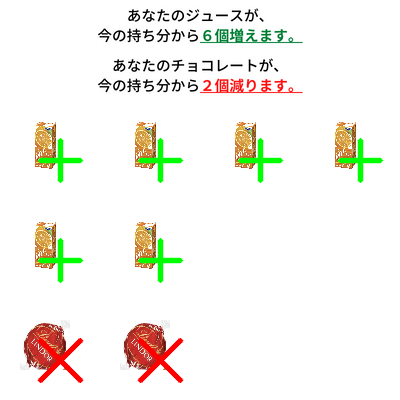 あなたのジュースが、
今の持ち分から６個増えます。
あなたのチョコレートが、
今の持ち分から２個減ります。
LINDOR
LINDOR